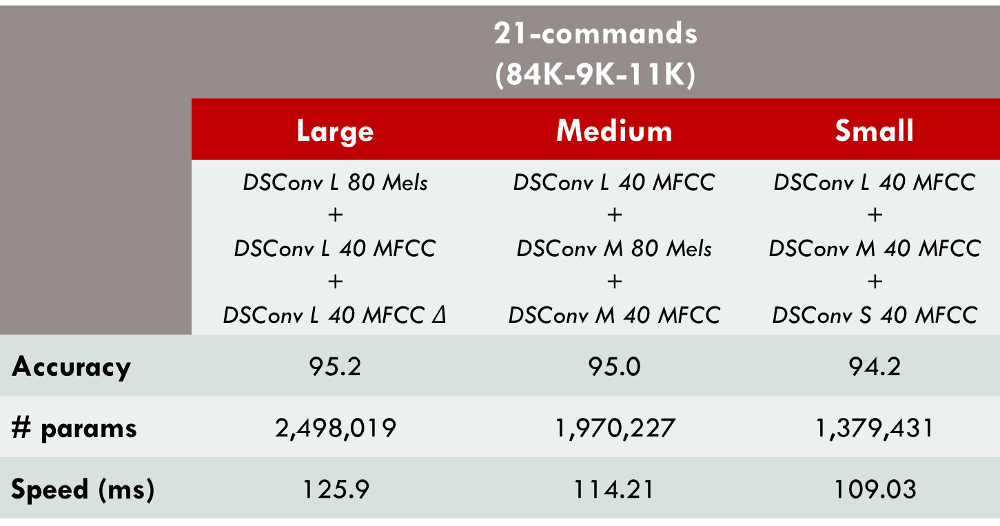 21-commands
(84K-9K-11K)
Large Medium Small
DSConv L 80 Mels DSConv L 40 MFCC DSConv L 40 MFCC
+ + +
DSConv L 40 MFCC DSConv M 80 Mels DSConv M 40 MFCC
+ + +
DSConv L 40 MFCC Δ DSConv M 40 MFCC DSConv S 40 MFCC
Accuracy 95.2 95.0 94.2
# params 2,498,019 1,970,227 1,379,431
Speed (ms) 125.9 114.21 109.03